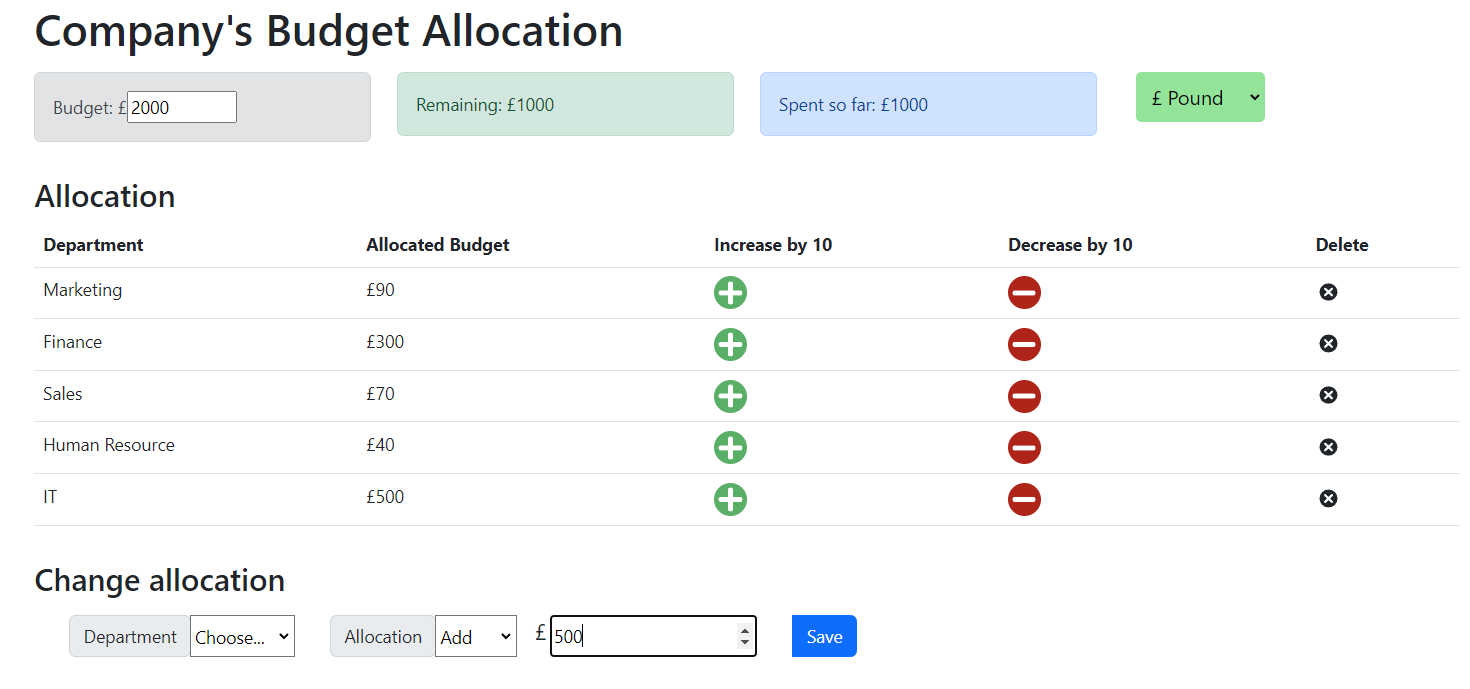 Company's Budget Allocation
Budget: £ 2000 Remaining: £1000 Spent so far: £1000 £ Pound
Allocation
Department Allocated Budget Increase by 10 Decrease by 10 Delete
Marketing £90
Finance £300
Sales £70
Human Resource £40
IT £500
Change allocation
Department Choose... Allocation Add £ 500 Save